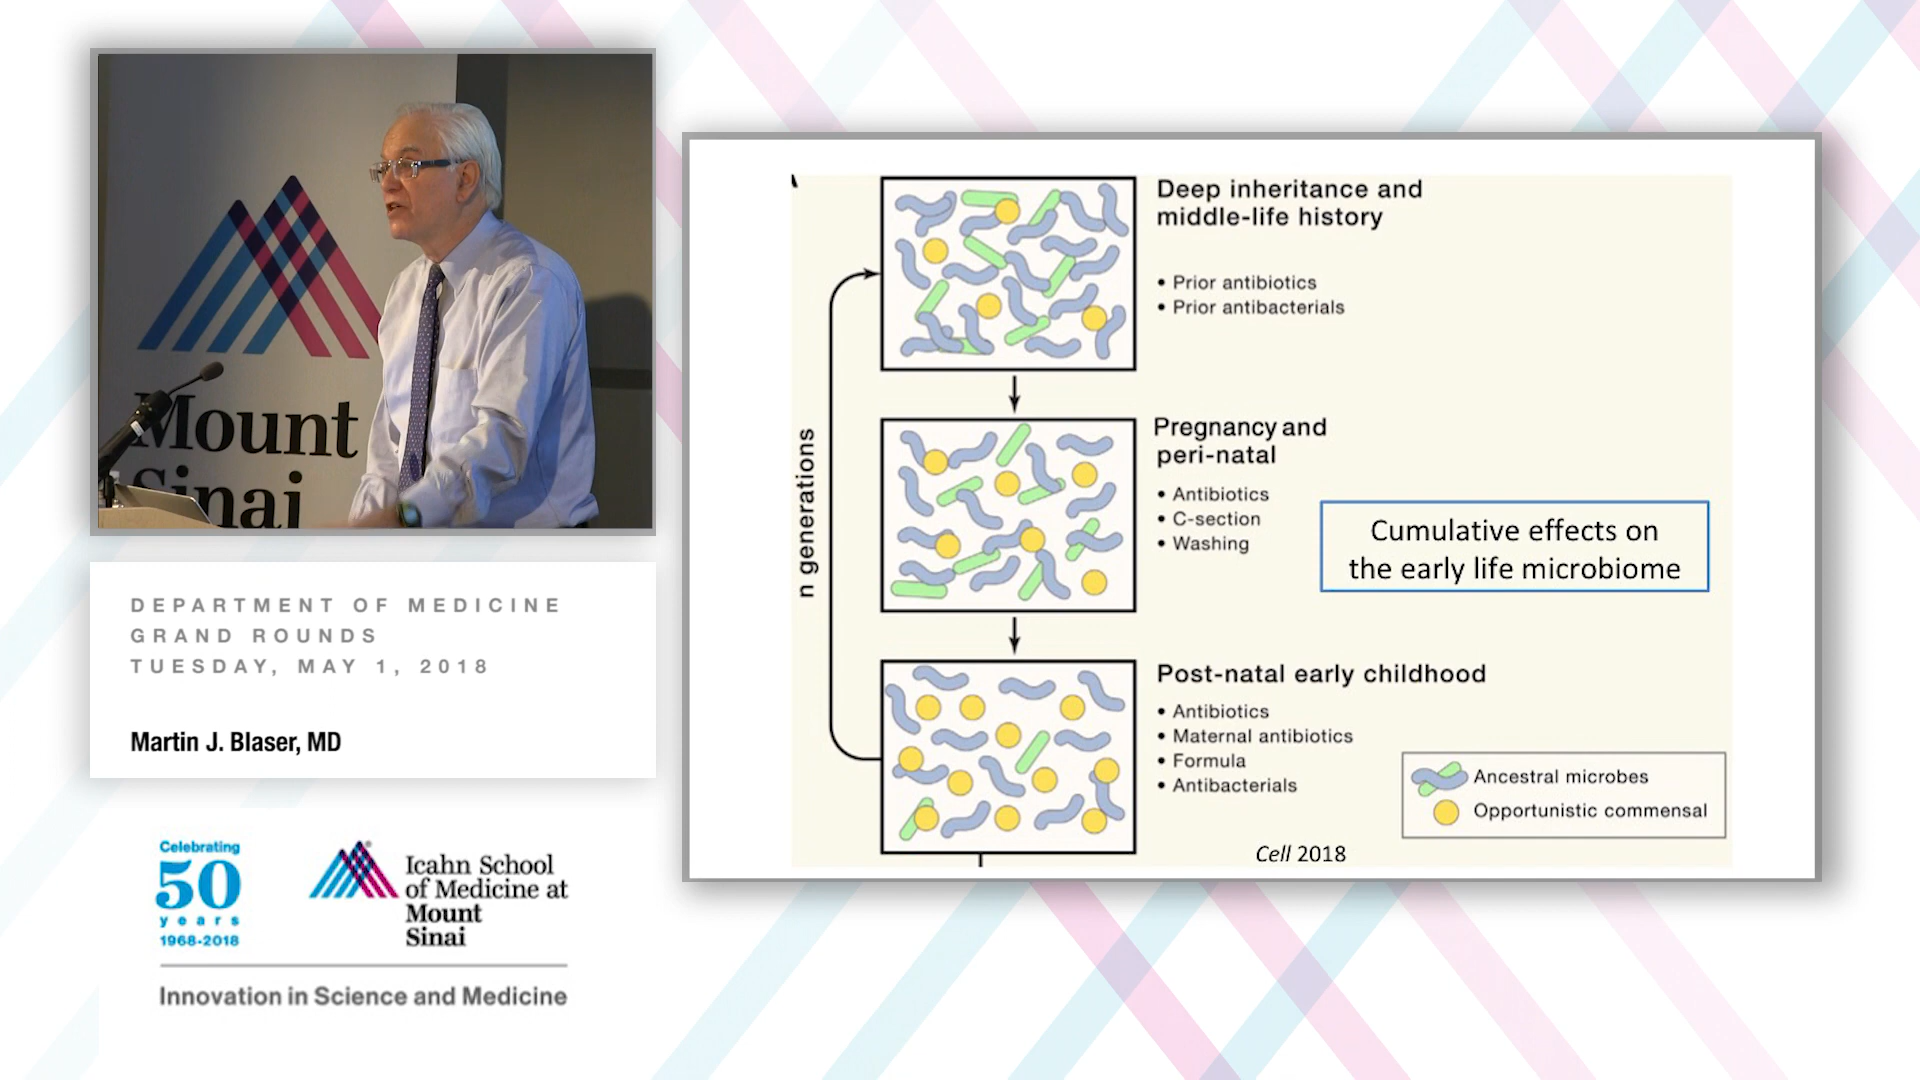 Mount
Sinai
DEPARTMENT OF MEDICINE
GRAND ROUNDS
TUESDAY, MAY 1, 2018
Martin J. Blaser, MD
Celebrating
50
years
1968-2018
Icahn School
of Medicine at
Mount
Sinai
Innovation in Science and Medicine
n generations
Deep inheritance and
middle-life history
• Prior antibiotics
• Prior antibacterials
Pregnancy and
peri-natal
• Antibiotics
• C-section
• Washing
Cumulative effects on
the early life microbiome
Post-natal early childhood
• Antibiotics
• Maternal antibiotics
• Formula
• Antibacterials
Ancestral microbes
Opportunistic commensal
Cell 2018